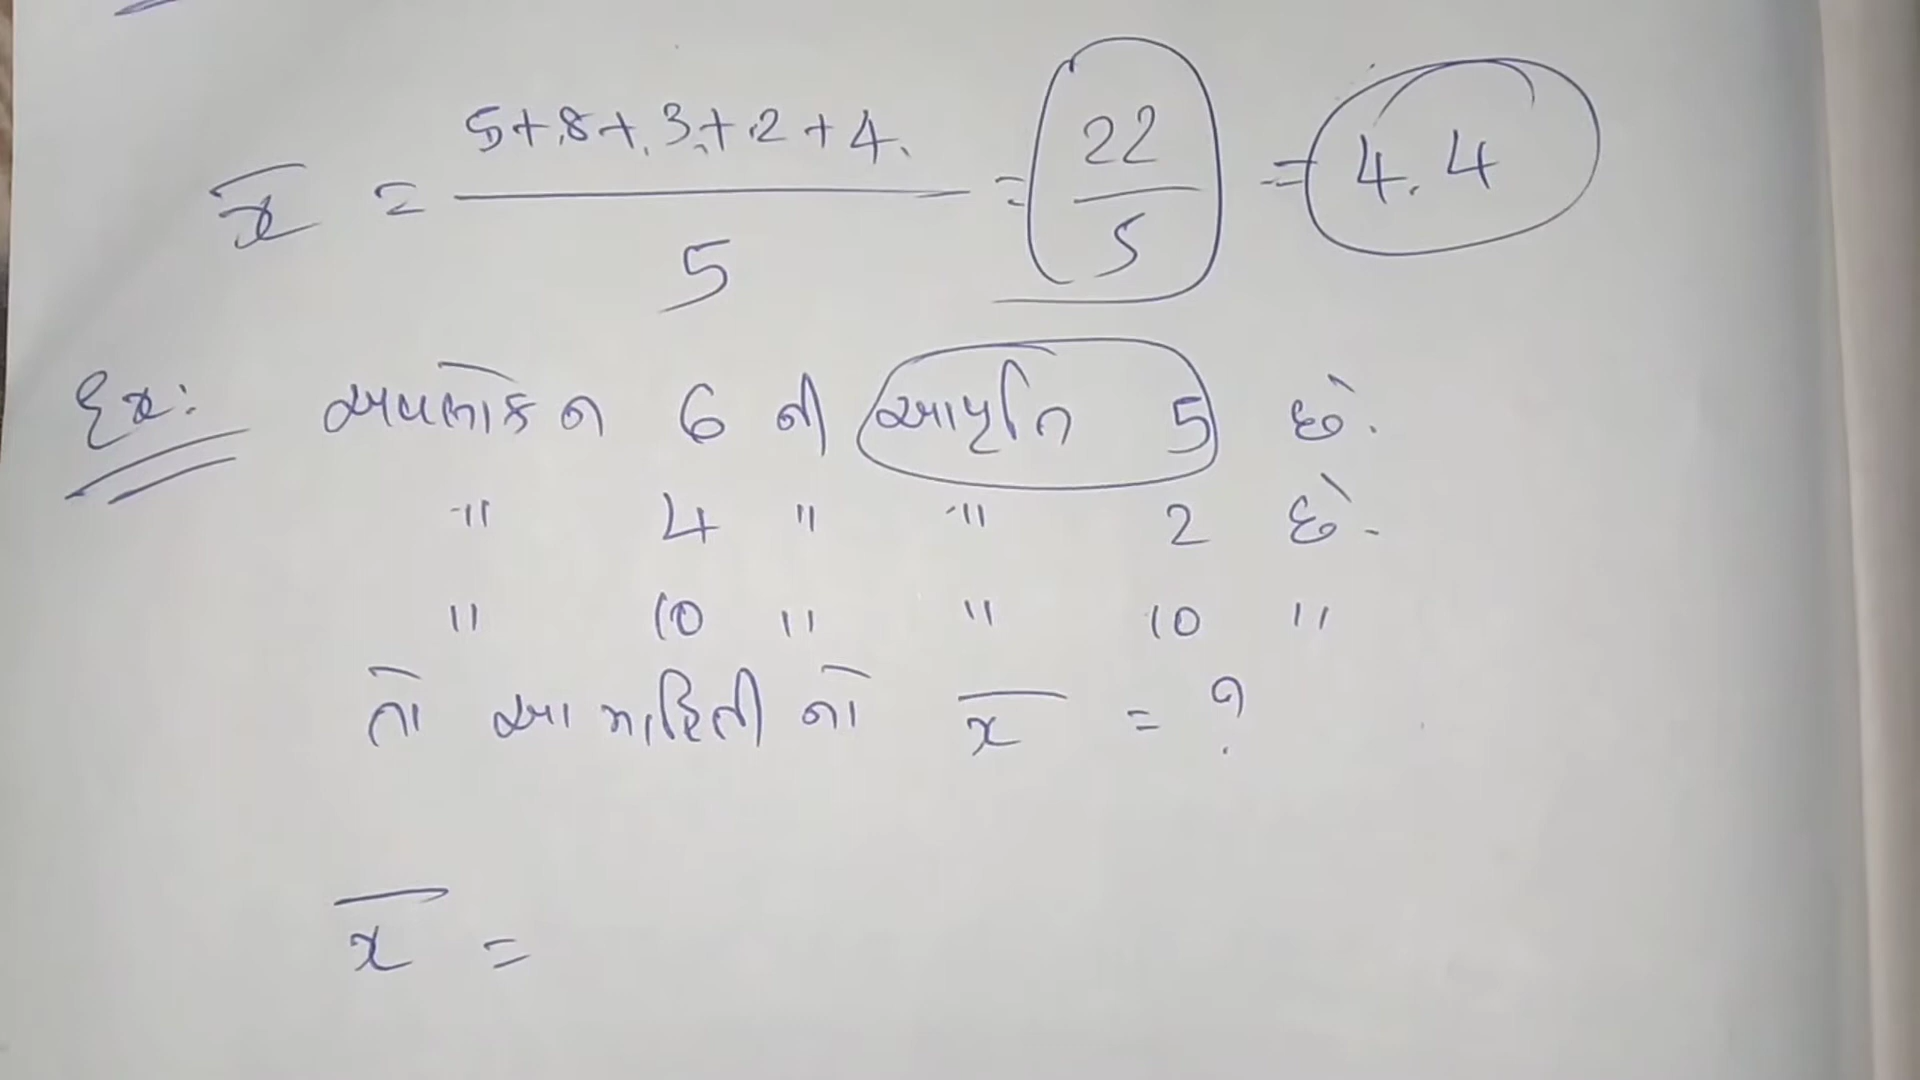 x̄ = 5+8+3+2+4 / 5 = 22/5 = 4.4
Ex: અવલોકન 6 ની આવૃત્તિ 5 છે.
" 4 " " 2 છે.
" 10 " " 10 "
તો આ માહિતી નો x̄ = ?
x̄ =